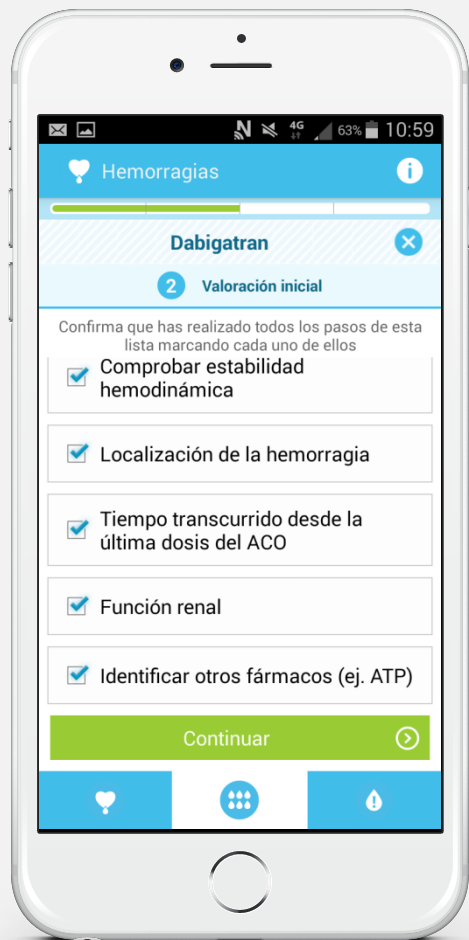 4G 63% 10:59
Hemorragias
Dabigatran
2 Valoración inicial
Confirma que has realizado todos los pasos de esta
lista marcando cada uno de ellos
Comprobar estabilidad
hemodinámica
Localización de la hemorragia
Tiempo transcurrido desde la
última dosis del ACO
Función renal
Identificar otros fármacos (ej. ATP)
Continuar